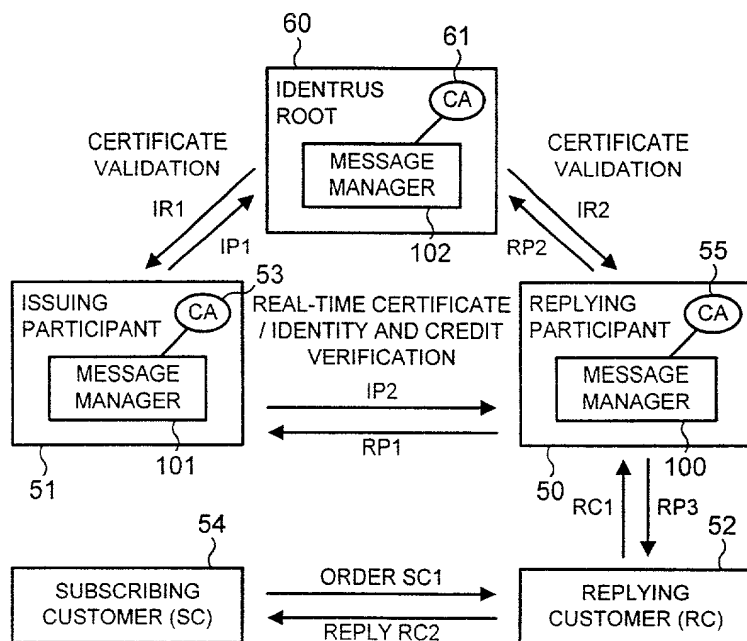 60
61
IDENTRUS
ROOT
CA
MESSAGE
MANAGER
102
CERTIFICATE
VALIDATION
CERTIFICATE
VALIDATION
IR1
IP1
IR2
RP2
53
55
ISSUING
PARTICIPANT
CA
MESSAGE
MANAGER
101
51
REAL-TIME CERTIFICATE
/ IDENTITY AND CREDIT
VERIFICATION
IP2
RP1
REPLYING
PARTICIPANT
CA
MESSAGE
MANAGER
100
50
RC1
RP3
54
52
SUBSCRIBING
CUSTOMER (SC)
ORDER SC1
REPLY RC2
REPLYING
CUSTOMER (RC)